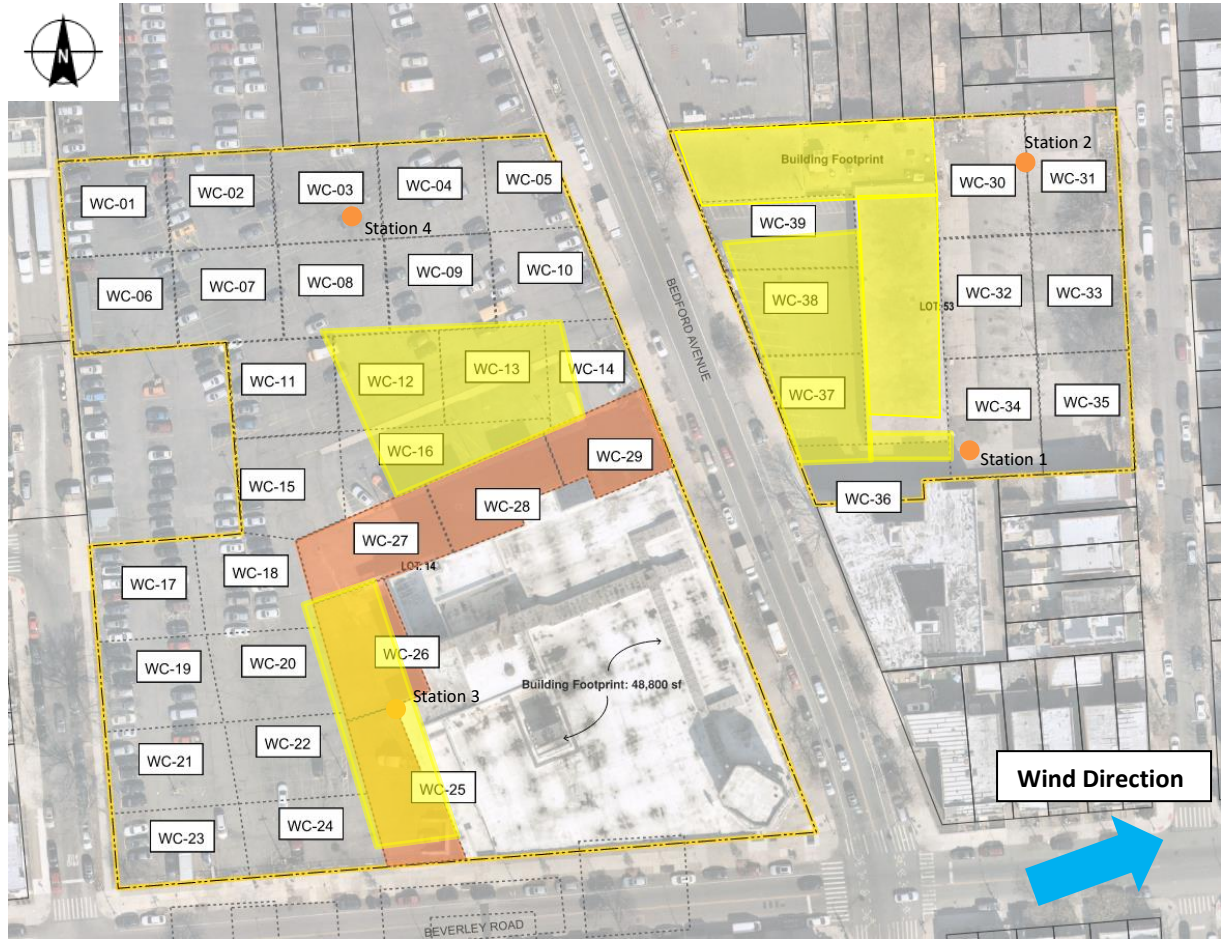 N
Station 2
Building Footprint
WC-30
WC-31
WC-05
WC-04
WC-03
WC-02
WC-01
Station 4
WC-39
WC-10
WC-09
WC-08
WC-07
WC-06
BEDFORD AVENUE
WC-38
LOT: 53
WC-32
WC-33
WC-11
WC-12
WC-13
WC-14
WC-37
WC-34
WC-35
WC-16
WC-29
Station 1
WC-15
WC-28
WC-36
WC-27
LOT: 14
WC-17
WC-18
WC-26
WC-19
WC-20
Building Footprint: 48,800 sf
Station 3
WC-22
WC-21
WC-25
Wind Direction
WC-24
WC-23
BEVERLEY ROAD